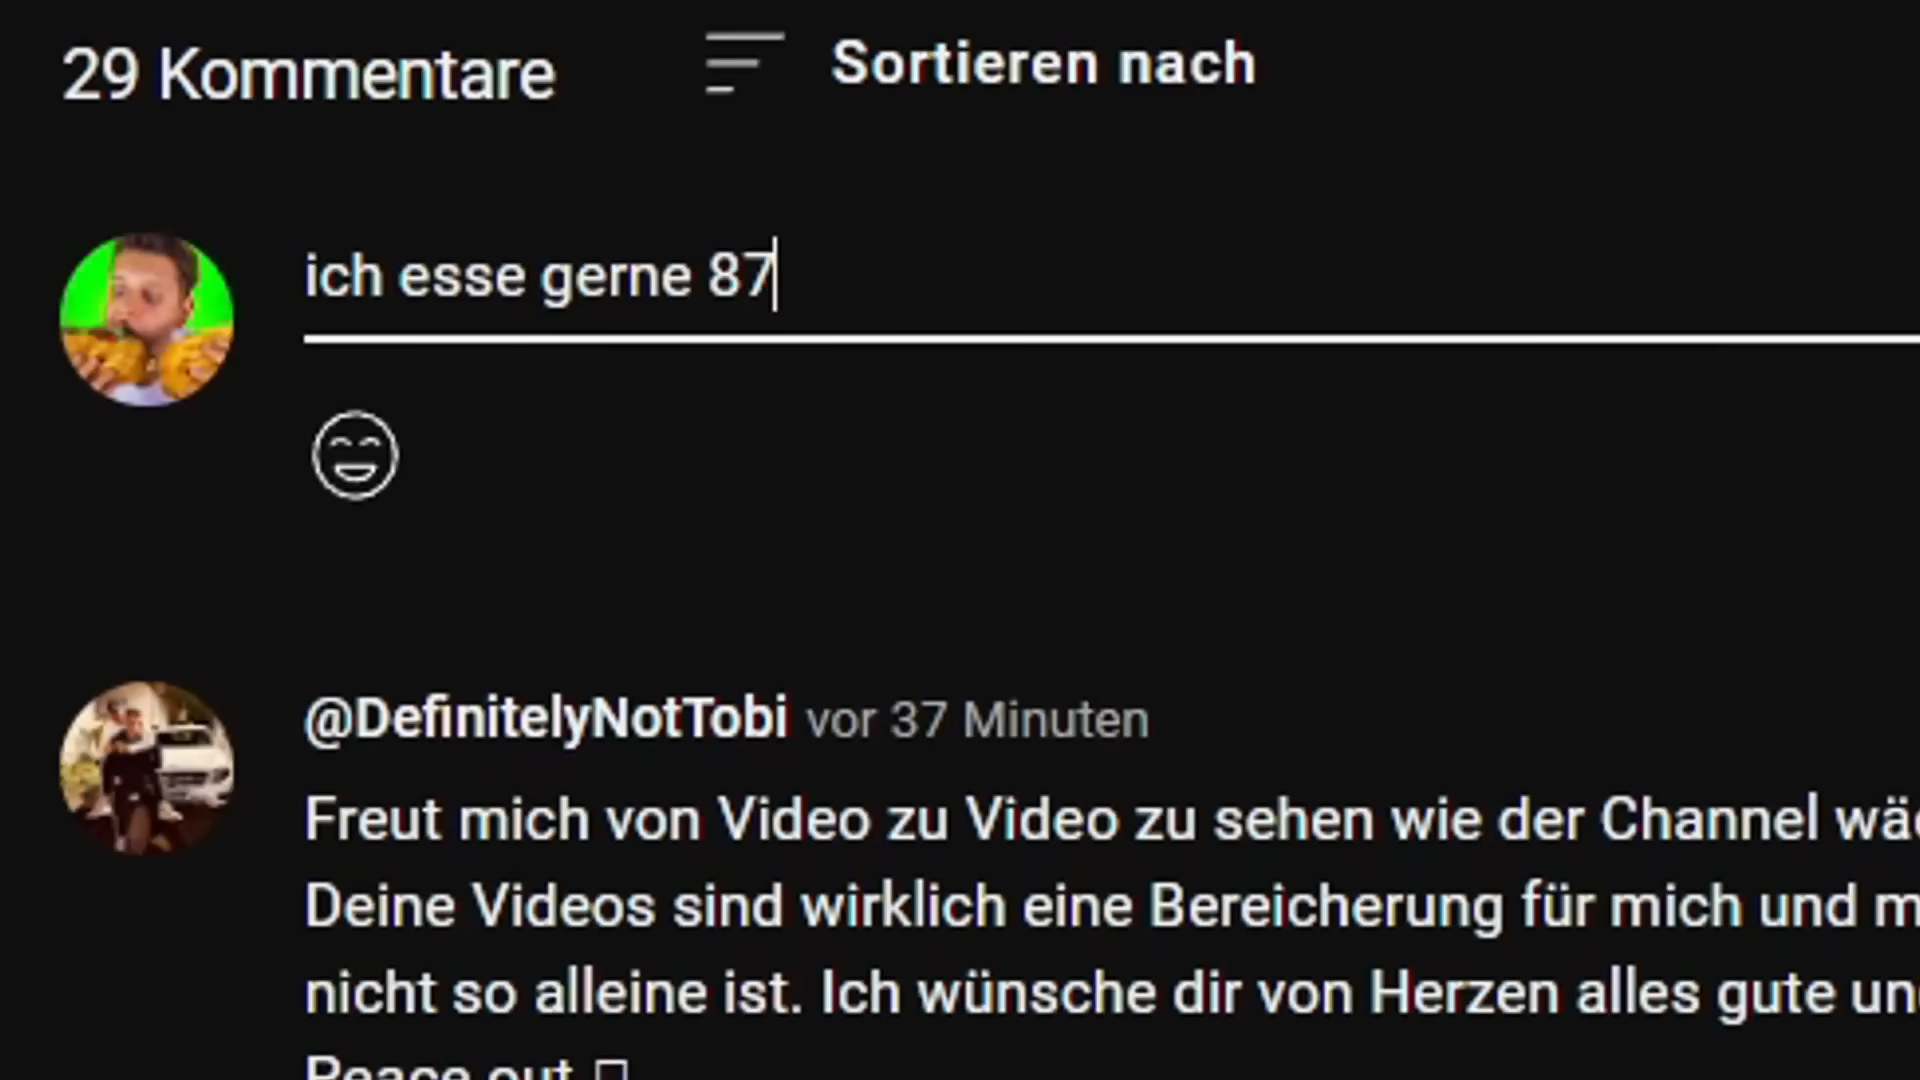 29 Kommentare Sortieren nach
ich esse gerne 87
@DefinitelyNotTobi vor 37 Minuten
Freut mich von Video zu Video zu sehen wie der Channel
Deine Videos sind wirklich eine Bereicherung für mich und
nicht so alleine ist. Ich wünsche dir von Herzen alles gute
Peace out